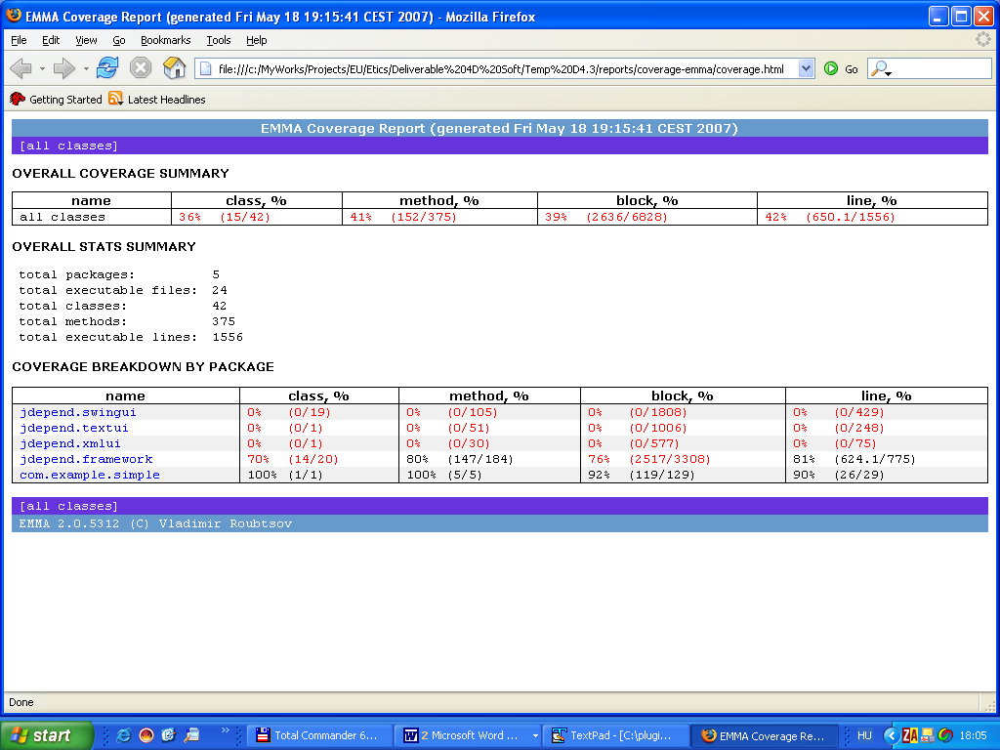 EMMA Coverage Report (generated Fri May 18 19:15:41 CEST 2007) - Mozilla Firefox
File Edit View Go Bookmarks Tools Help
file:///c:/MyWorks/Projects/EU/Etics/Deliverable%204D%20Soft/Temp%20D4.3/reports/coverage-emma/coverage.html Go
Getting Started Latest Headlines
EMMA Coverage Report (generated Fri May 18 19:15:41 CEST 2007)
[all classes]
OVERALL COVERAGE SUMMARY
name class, % method, % block, % line, %
all classes 36% (15/42) 41% (152/375) 39% (2636/6828) 42% (650.1/1556)
OVERALL STATS SUMMARY
total packages: 5
total executable files: 24
total classes: 42
total methods: 375
total executable lines: 1556
COVERAGE BREAKDOWN BY PACKAGE
name class, % method, % block, % line, %
jdepend.swingui 0% (0/19) 0% (0/105) 0% (0/1808) 0% (0/429)
jdepend.textui 0% (0/1) 0% (0/51) 0% (0/1006) 0% (0/248)
jdepend.xmlui 0% (0/1) 0% (0/30) 0% (0/577) 0% (0/75)
jdepend.framework 70% (14/20) 80% (147/184) 76% (2517/3308) 81% (624.1/775)
com.example.simple 100% (1/1) 100% (5/5) 92% (119/129) 90% (26/29)
[all classes]
EMMA 2.0.5312 (C) Vladimir Roubtsov
Done
start Total Commander 6... 2 Microsoft Word ... TextPad - [C:\plugi... EMMA Coverage Re... HU ZA 18:05